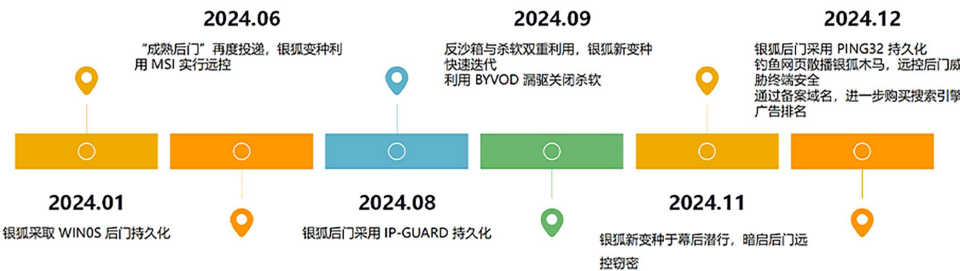 2024.06
“成熟后门”再度投递，银狐变种利
用 MSI 实行远控
2024.09
反沙箱与杀软双重利用，银狐新变种
快速迭代
利用 BYVOD 漏驱关闭杀软
2024.12
银狐后门采用 PING32 持久化
钓鱼网页散播银狐木马，远控后门威
胁终端安全
通过备案域名，进一步购买搜索引擎
广告排名
2024.01
银狐采取 WIN0S 后门持久化
2024.08
银狐后门采用 IP-GUARD 持久化
2024.11
银狐新变种于幕后潜行，暗启后门远
控窃密